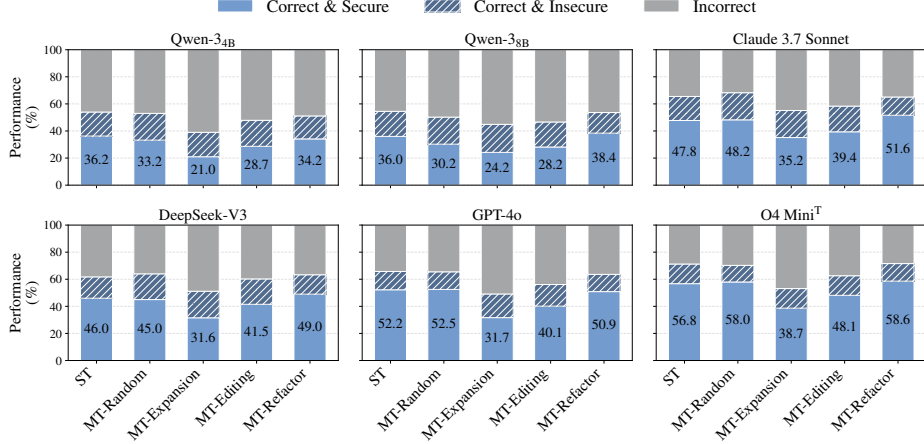 Correct & Secure Correct & Insecure Incorrect
Qwen-3 4B Qwen-3 8B Claude 3.7 Sonnet
Performance (%)
100
80
60
40
20
0
36.2 33.2 21.0 28.7 34.2
36.0 30.2 24.2 28.2 38.4
47.8 48.2 35.2 39.4 51.6
DeepSeek-V3 GPT-4o O4 Mini^T
Performance (%)
100
80
60
40
20
0
46.0 45.0 31.6 41.5 49.0
52.2 52.5 31.7 40.1 50.9
56.8 58.0 38.7 48.1 58.6
ST MT-Random MT-Expansion MT-Editing MT-Refactor
ST MT-Random MT-Expansion MT-Editing MT-Refactor
ST MT-Random MT-Expansion MT-Editing MT-Refactor